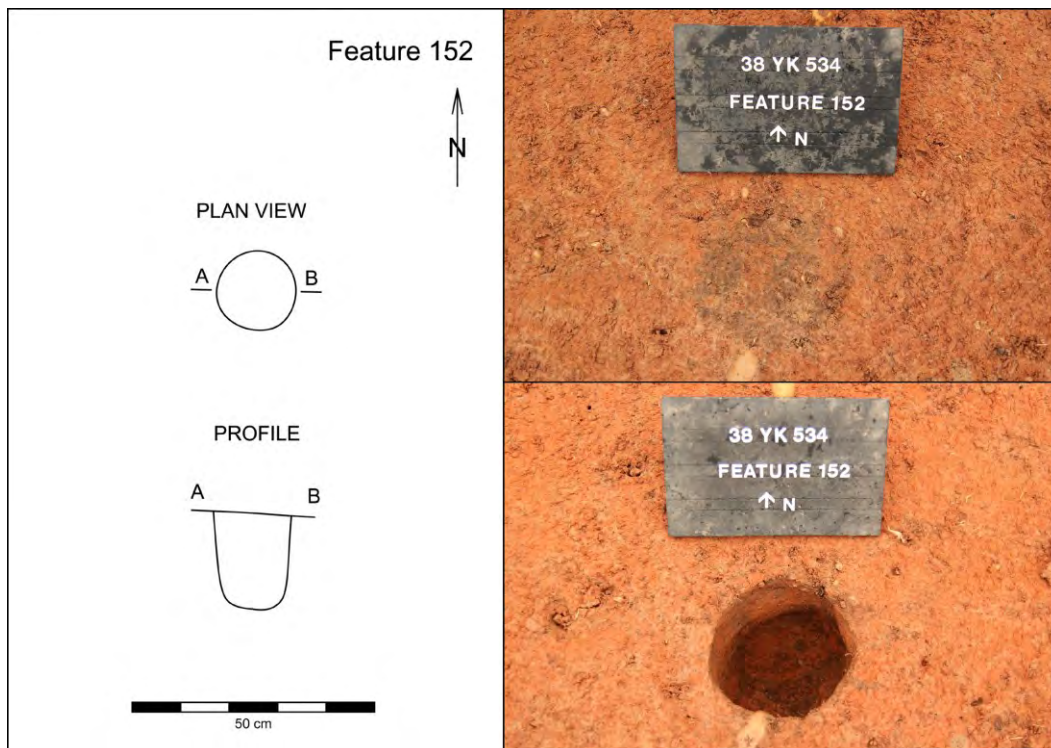 Feature 152
N
PLAN VIEW
A B
PROFILE
A B
50 cm
38 YK 534
FEATURE 152
↑ N
38 YK 534
FEATURE 152
↑ N